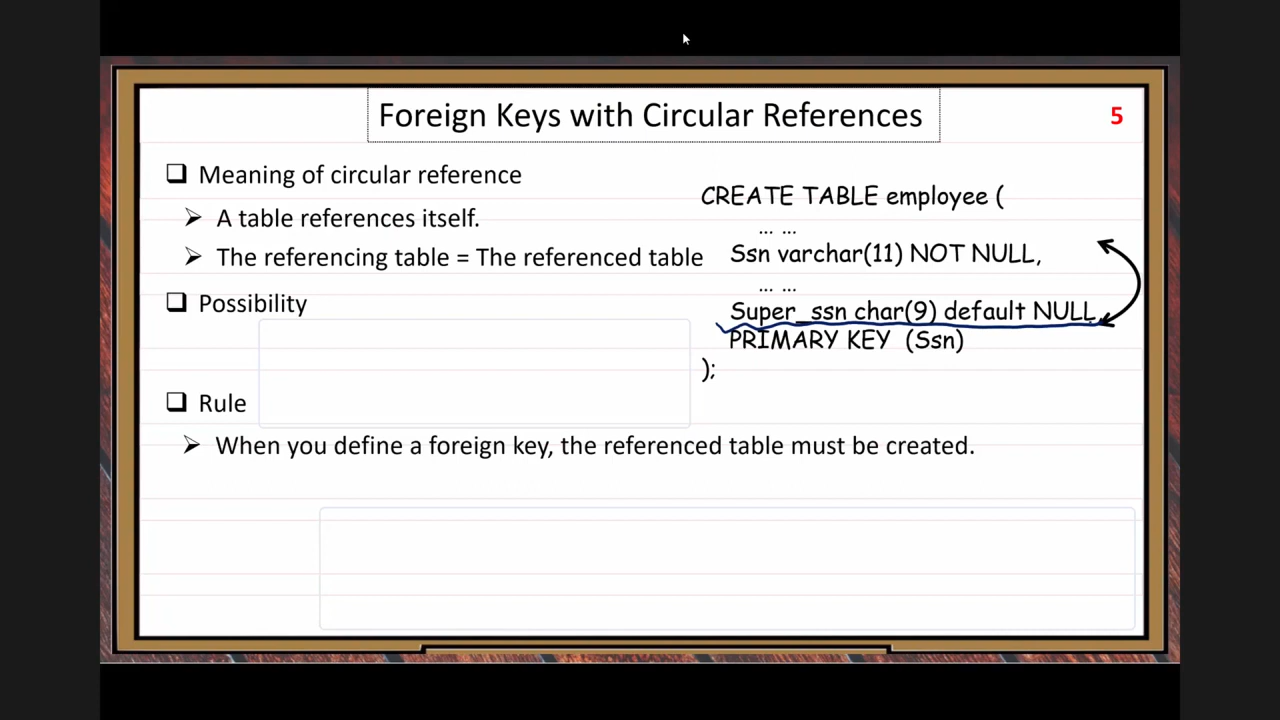 Foreign Keys with Circular References
5
❑ Meaning of circular reference
➢ A table references itself.
➢ The referencing table = The referenced table
❑ Possibility
❑ Rule
➢ When you define a foreign key, the referenced table must be created.
CREATE TABLE employee (
... ...
Ssn varchar(11) NOT NULL,
... ...
Super_ssn char(9) default NULL,
PRIMARY KEY (Ssn)
);